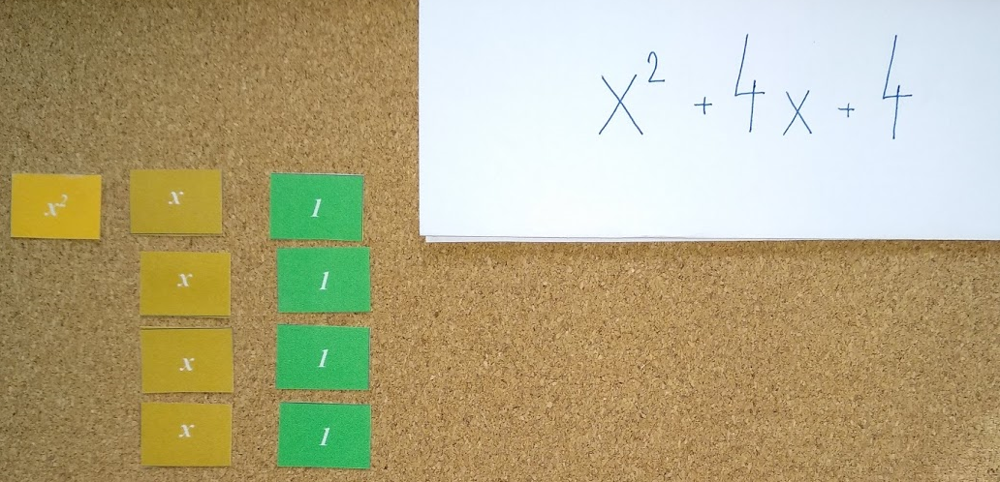 x² + 4x + 4
x² x 1
x 1
x 1
x 1